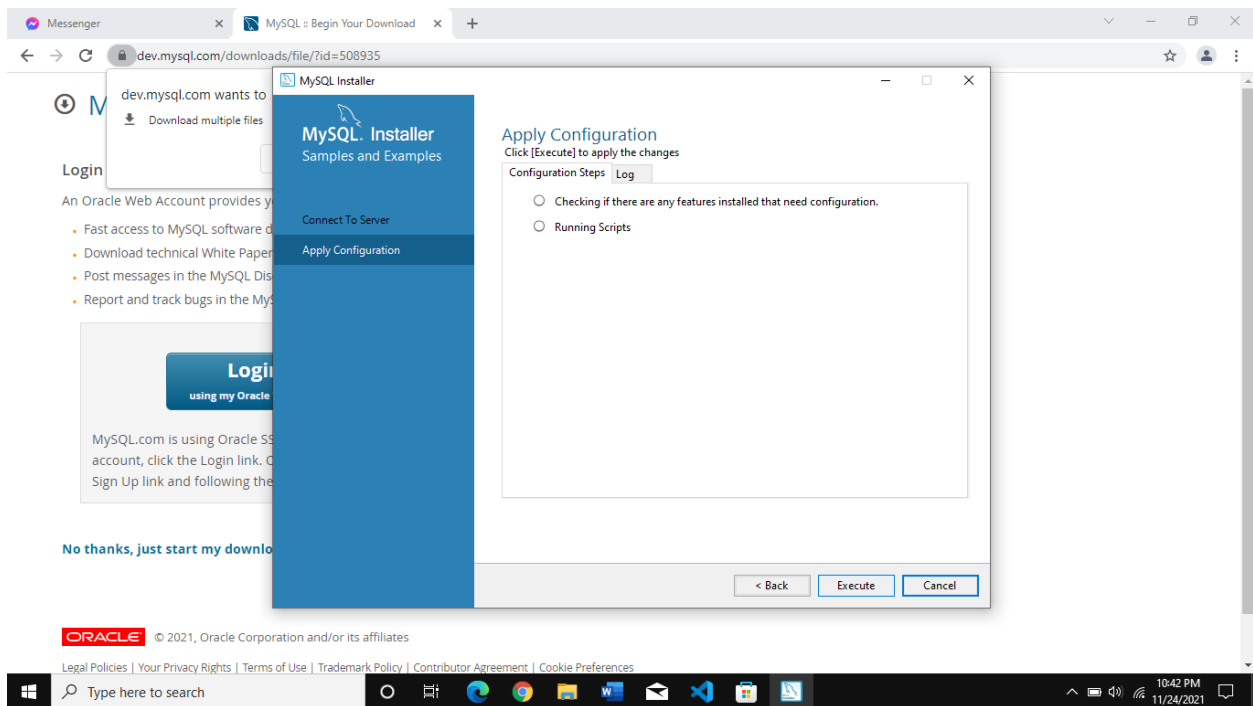 Messenger
MySQL :: Begin Your Download
dev.mysql.com/downloads/file/?id=508935
dev.mysql.com wants to
Download multiple files
M
Login
An Oracle Web Account provides y
Fast access to MySQL software d
Download technical White Paper
Post messages in the MySQL Dis
Report and track bugs in the MyS
Login
using my Oracle
MySQL.com is using Oracle SS
account, click the Login link. O
Sign Up link and following the
No thanks, just start my downlo
ORACLE © 2021, Oracle Corporation and/or its affiliates
Legal Policies | Your Privacy Rights | Terms of Use | Trademark Policy | Contributor Agreement | Cookie Preferences
MySQL Installer
MySQL. Installer
Samples and Examples
Connect To Server
Apply Configuration
Apply Configuration
Click [Execute] to apply the changes
Configuration Steps Log
Checking if there are any features installed that need configuration.
Running Scripts
< Back Execute Cancel
Type here to search
10:42 PM
11/24/2021